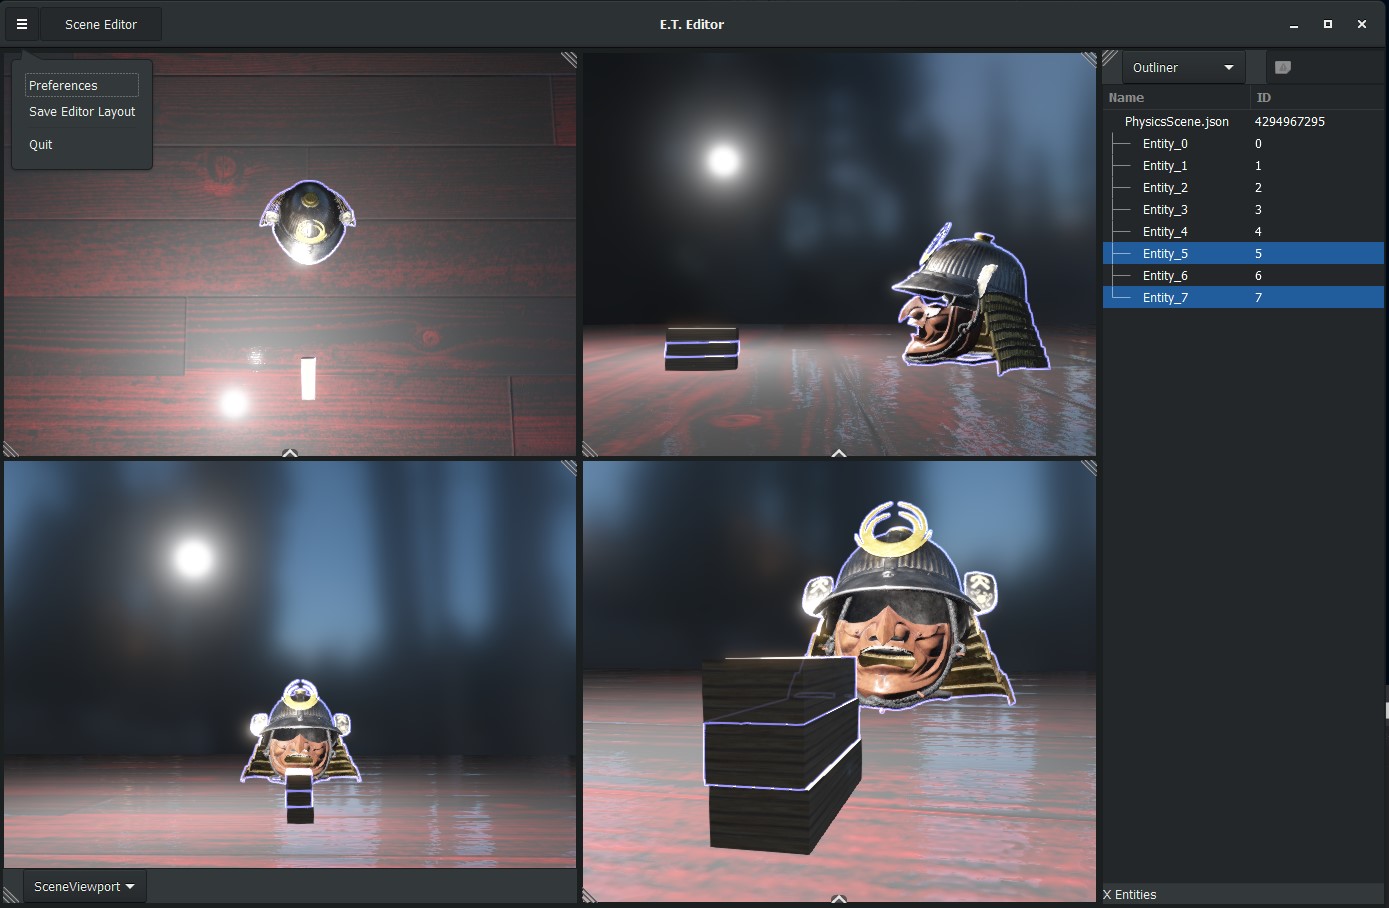 Scene Editor
E.T. Editor
Preferences
Save Editor Layout
Quit
Outliner
Name ID
PhysicsScene.json 4294967295
Entity_0 0
Entity_1 1
Entity_2 2
Entity_3 3
Entity_4 4
Entity_5 5
Entity_6 6
Entity_7 7
SceneViewport
X Entities